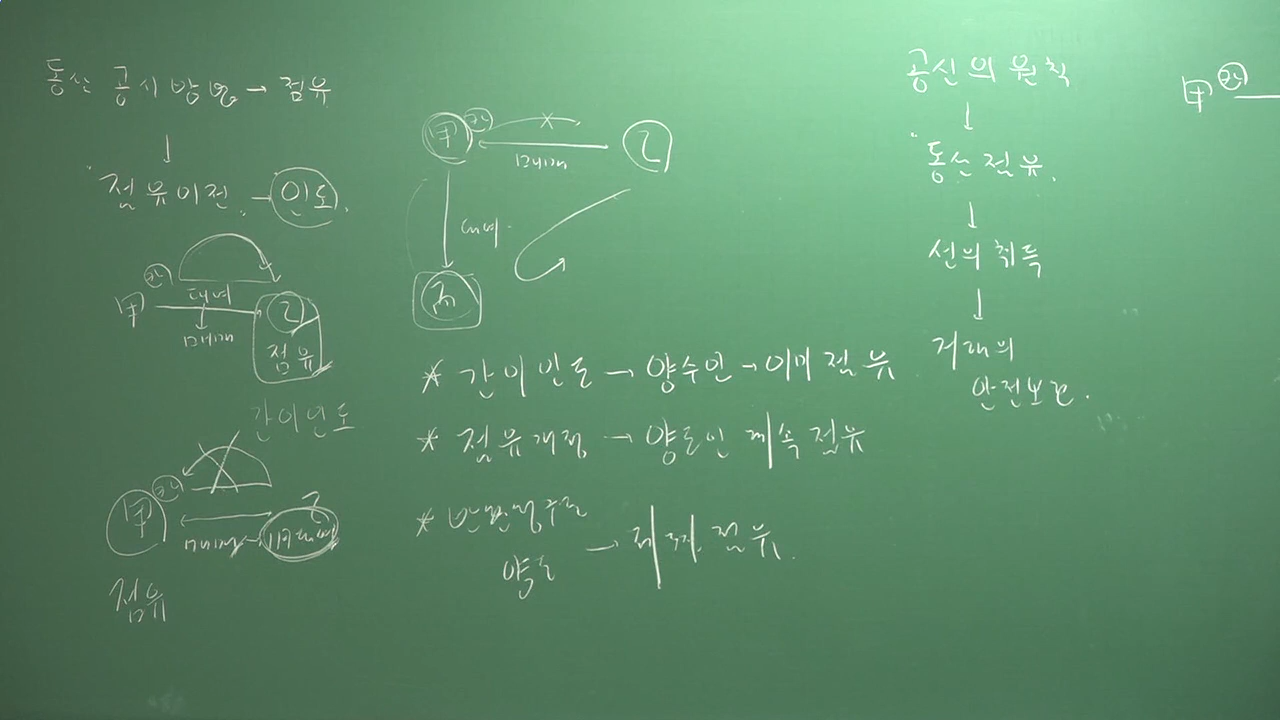 동산 공시방법 → 점유
↓
점유이전 → 인도.
甲 乙
대여
매매
점유
간이인도
甲 乙
점유
甲 乙
매매
대여
丙
* 간이인도 → 양수인 → 이미 점유
* 점유개정 → 양도인 계속 점유
* 반환청구권
양도 → 제3자 점유.
공신의 원칙
↓
동산 점유.
↓
선의취득
↓
거래의
안전보호.
甲